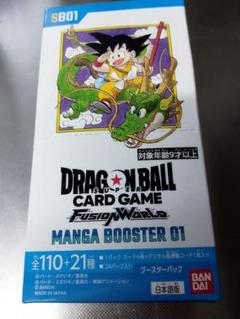 SB01
対象年齢9才以上
DRAGON BALL
SUPER
CARD GAME
FUSION WORLD
MANGA BOOSTER 01
全110+21種
ブースターパック
BANDAI
日本語版
MADE IN JAPAN